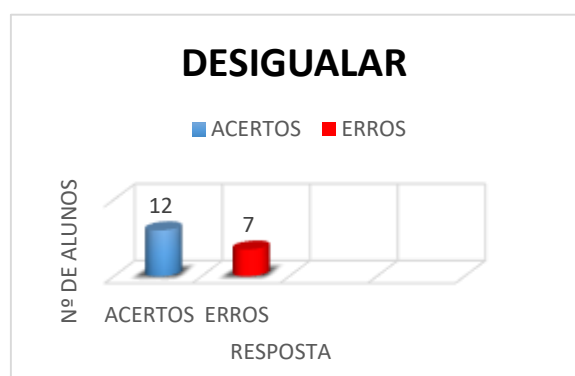 DESIGUALAR
ACERTOS ERROS
12
7
Nº DE ALUNOS
ACERTOS ERROS
RESPOSTA